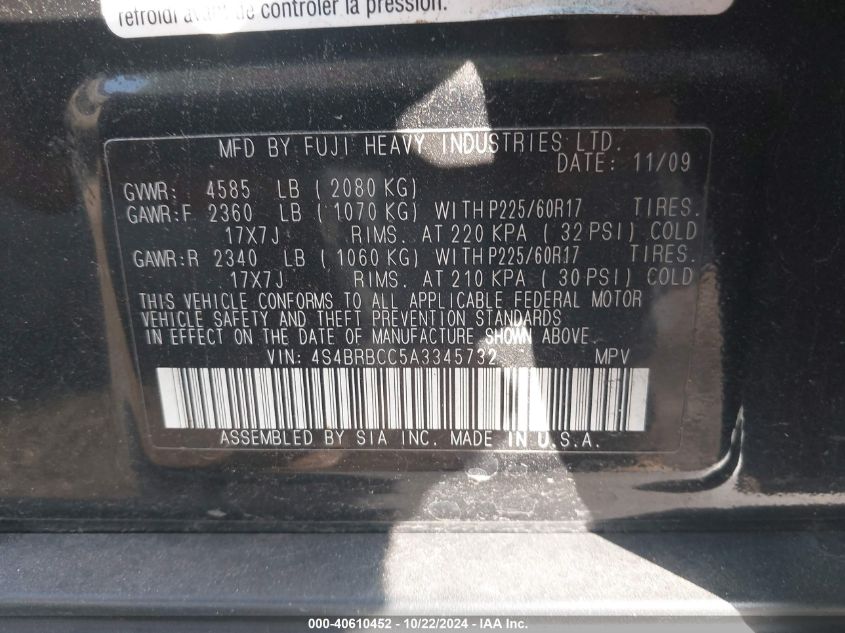 refroidi avant de contrôler la pression.
MFD BY FUJI HEAVY INDUSTRIES LTD.
DATE: 11/09
GVWR: 4585 LB ( 2080 KG)
GAWR:F 2360 LB ( 1070 KG) WITH P225/60R17 TIRES.
17X7J RIMS. AT 220 KPA ( 32 PSI) COLD
GAWR:R 2340 LB ( 1060 KG) WITH P225/60R17 TIRES.
17X7J RIMS. AT 210 KPA ( 30 PSI) COLD
THIS VEHICLE CONFORMS TO ALL APPLICABLE FEDERAL MOTOR
VEHICLE SAFETY AND THEFT PREVENTION STANDARDS
IN EFFECT ON THE DATE OF MANUFACTURE SHOWN ABOVE.
VIN: 4S4BRBCC5A3345732 MPV
ASSEMBLED BY SIA INC. MADE IN U.S.A.
000-40610452 - 10/22/2024 - IAA Inc.